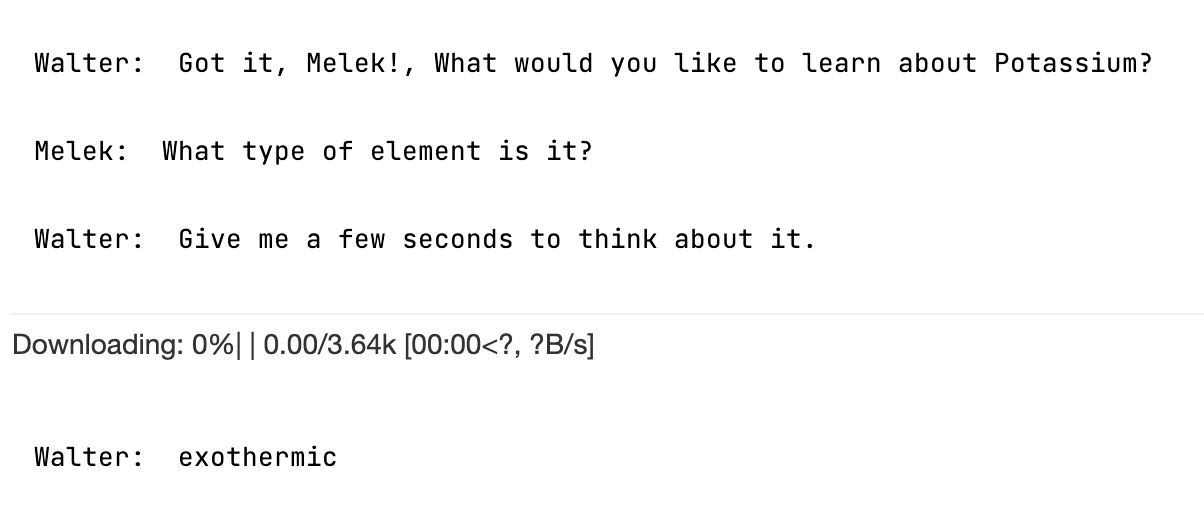 Walter:  Got it, Melek!, What would you like to learn about Potassium?
Melek:  What type of element is it?
Walter:  Give me a few seconds to think about it.
Downloading: 0%| | 0.00/3.64k [00:00<?, ?B/s]
Walter:  exothermic